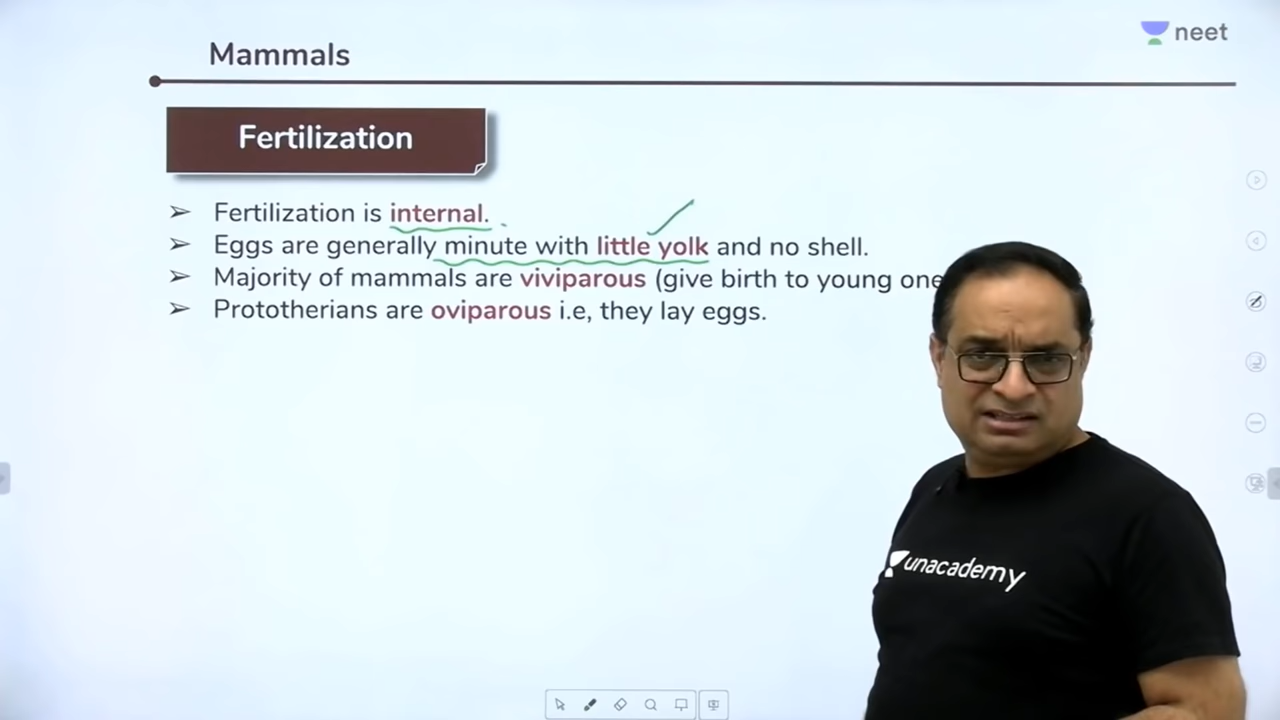 neet
Mammals
Fertilization
➢ Fertilization is internal.
➢ Eggs are generally minute with little yolk and no shell.
➢ Majority of mammals are viviparous (give birth to young one
➢ Prototherians are oviparous i.e, they lay eggs.
unacademy